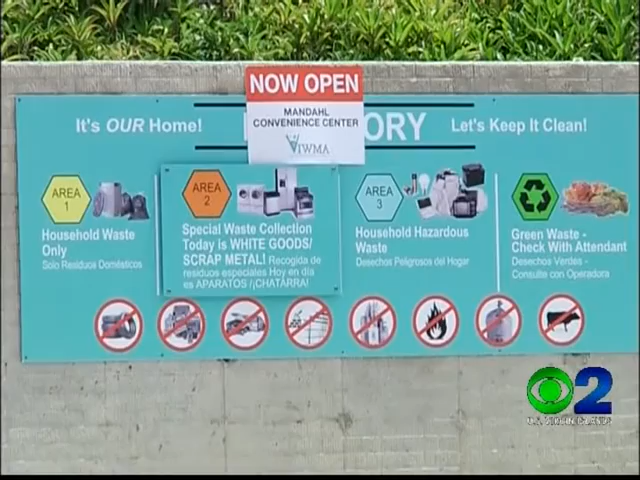 NOW OPEN
MANDAHL
CONVENIENCE CENTER
VIWMA
It's OUR Home!
ORY
Let's Keep It Clean!
AREA
1
Household Waste
Only
Solo Residuos Domésticos
AREA
2
Special Waste Collection
Today is WHITE GOODS/
SCRAP METAL! Recogida de
residuos especiales Hoy en día
es APARATOS /¡CHATÁRRA!
AREA
3
Household Hazardous
Waste
Desechos Peligrosos del Hogar
Green Waste -
Check With Attendant
Desechos Verdes -
Consulte con Operadora
2
U.S. VIRGIN ISLANDS